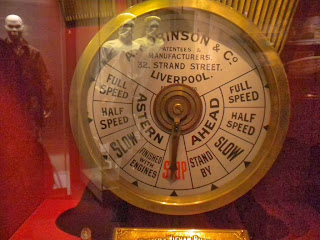 ROBINSON & Co.
PATENTEES &
MANUFACTURERS.
52, STRAND STREET.
LIVERPOOL.
FULL
SPEED
HALF
SPEED
SLOW
ASTERN
FINISHED
WITH
ENGINES
STOP
STAND
BY
AHEAD
SLOW
HALF
SPEED
FULL
SPEED